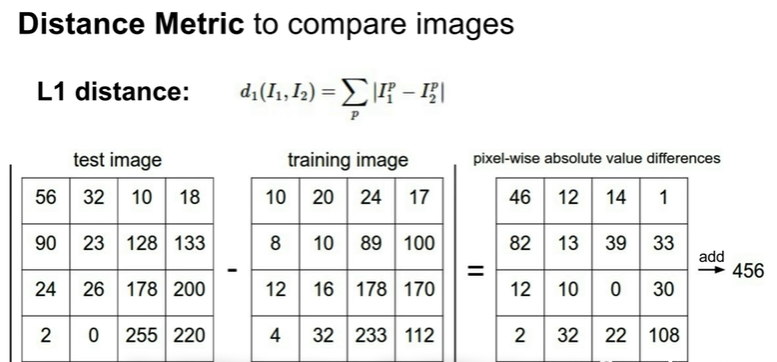 Distance Metric to compare images
L1 distance: d₁(I₁, I₂) = ∑ₚ |I₁ᵖ − I₂ᵖ|
test image training image pixel-wise absolute value differences
56 32 10 18 10 20 24 17 46 12 14 1
90 23 128 133 8 10 89 100 82 13 39 33
- = add → 456
24 26 178 200 12 16 178 170 12 10 0 30
2 0 255 220 4 32 233 112 2 32 22 108